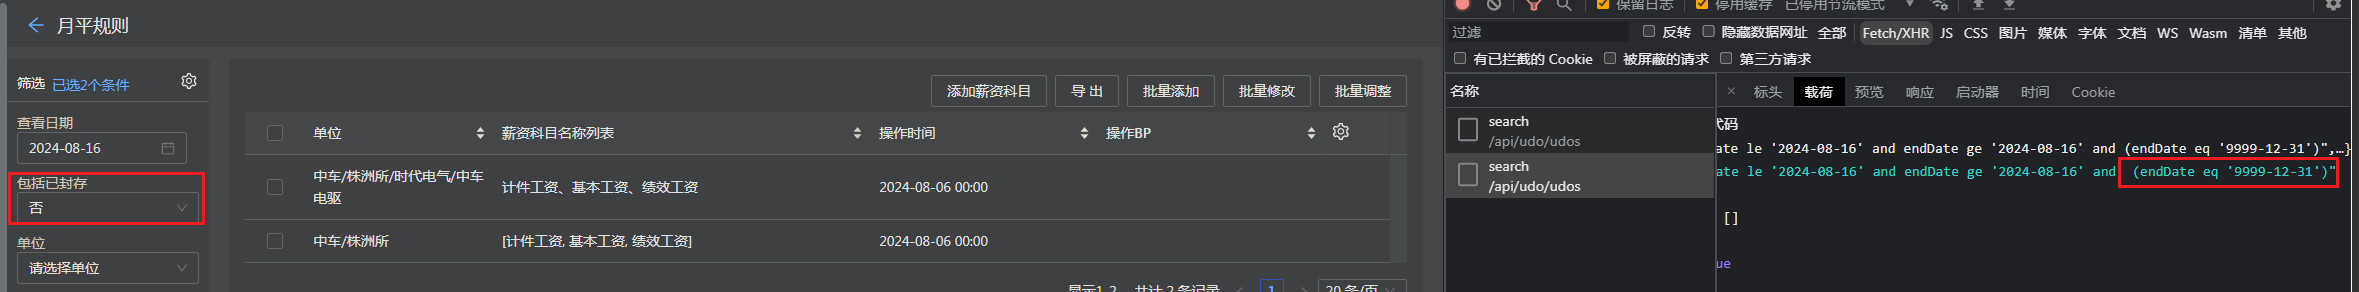 月平规则
筛选 已选2个条件
查看日期
2024-08-16
包括已封存
否
单位
请选择单位
添加薪资科目 导 出 批量添加 批量修改 批量调整
单位 薪资科目名称列表 操作时间 操作BP
中车/株洲所/时代电气/中车
电驱
计件工资、基本工资、绩效工资 2024-08-06 00:00
中车/株洲所 [计件工资, 基本工资, 绩效工资] 2024-08-06 00:00
显示1-2 共计 2 条记录 1 20 条/页
保留日志 停用缓存 已停用节流模式
过滤 反转 隐藏数据网址 全部 Fetch/XHR JS CSS 图片 媒体 字体 文档 WS Wasm 清单 其他
有已拦截的 Cookie 被屏蔽的请求 第三方请求
名称
× 标头 载荷 预览 响应 启动器 时间 Cookie
search
/api/udo/udos
search
/api/udo/udos
代码
ate le '2024-08-16' and endDate ge '2024-08-16' and (endDate eq '9999-12-31')",…}
ate le '2024-08-16' and endDate ge '2024-08-16' and (endDate eq '9999-12-31')"
[]
ue